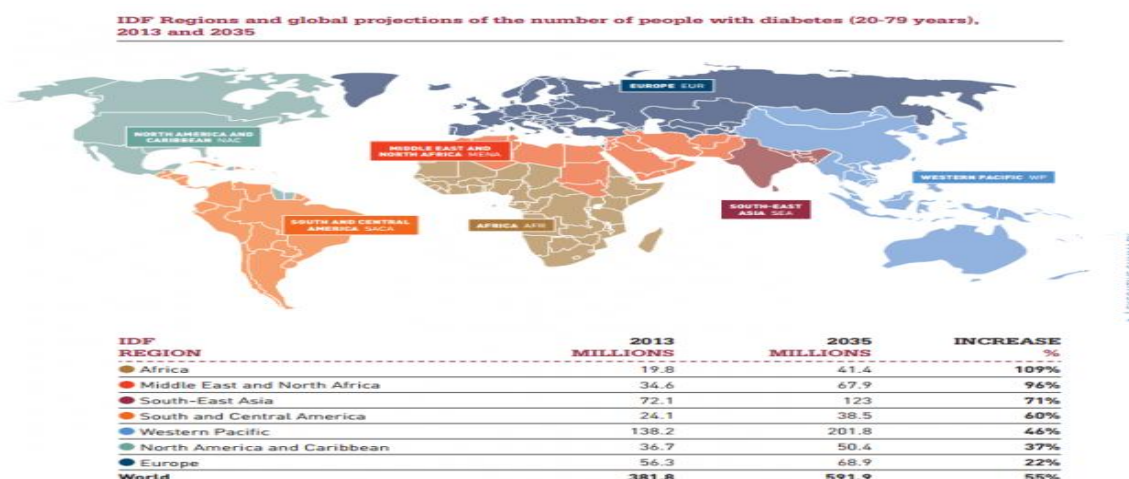 IDF Regions and global projections of the number of people with diabetes (20-79 years),
2013 and 2035
EUROPE EUR
NORTH AMERICA AND
CARIBBEAN NAC
MIDDLE EAST AND
NORTH AFRICA MENA
WESTERN PACIFIC WP
SOUTH-EAST
ASIA SEA
SOUTH AND CENTRAL
AMERICA SACA
AFRICA AFR
IDF
REGION 2013
MILLIONS 2035
MILLIONS INCREASE
%
Africa 19.8 41.4 109%
Middle East and North Africa 34.6 67.9 96%
South-East Asia 72.1 123 71%
South and Central America 24.1 38.5 60%
Western Pacific 138.2 201.8 46%
North America and Caribbean 36.7 50.4 37%
Europe 56.3 68.9 22%
World 381.8 591.9 55%